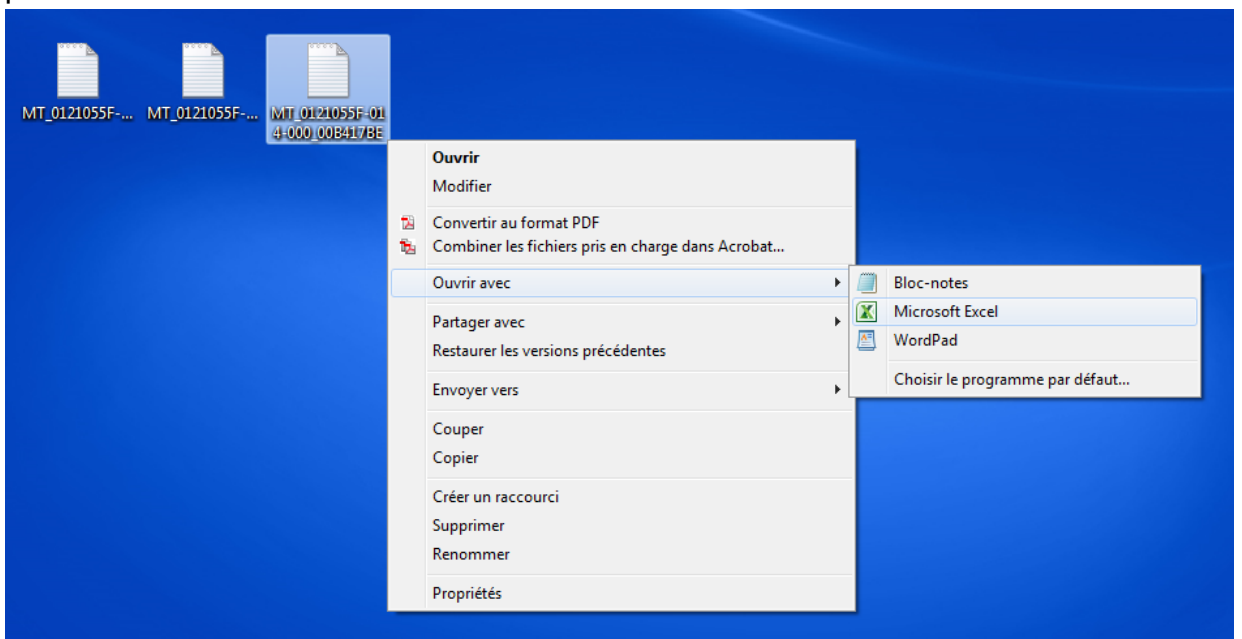 MT_0121055F-... MT_0121055F-... MT_0121055F-01
4-000_00B417BE
Ouvrir
Modifier
Convertir au format PDF
Combiner les fichiers pris en charge dans Acrobat...
Ouvrir avec
Partager avec
Restaurer les versions précédentes
Envoyer vers
Couper
Copier
Créer un raccourci
Supprimer
Renommer
Propriétés
Bloc-notes
Microsoft Excel
WordPad
Choisir le programme par défaut...